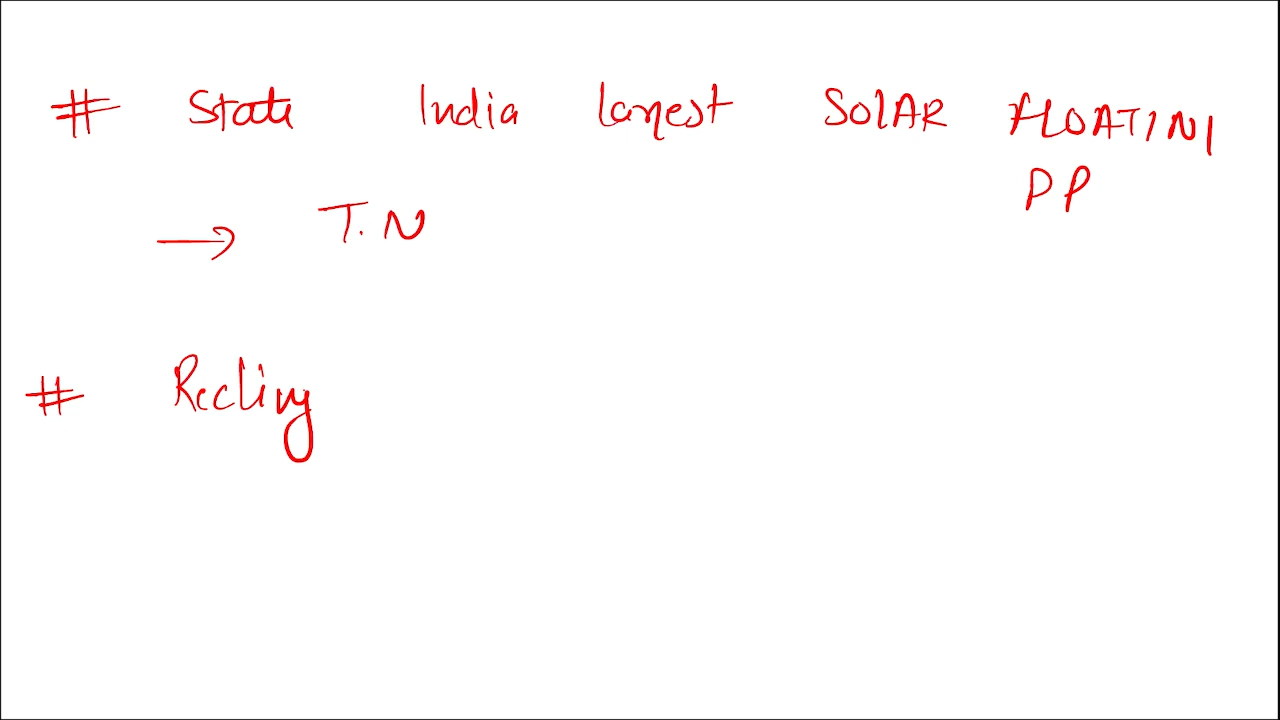 # State India largest SOlAR FLOATING
PP
→ T.N
# Recling